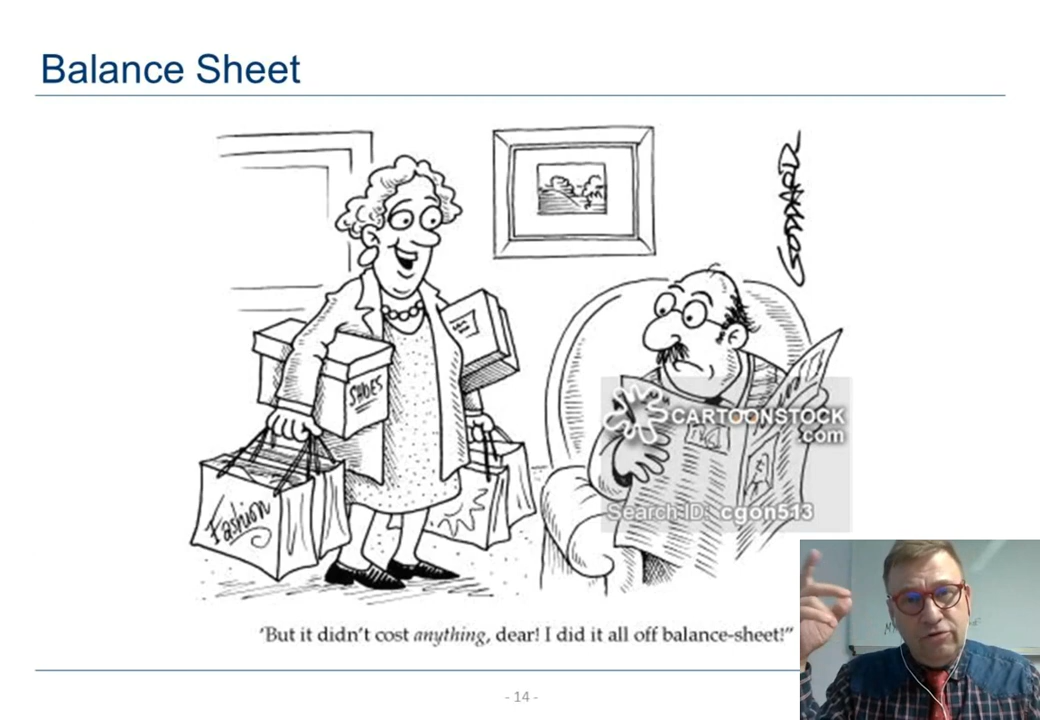 Balance Sheet
SHOES
Fashion
CARTOONSTOCK
.com
Search ID: cgon513
'But it didn't cost anything, dear! I did it all off balance-sheet!"
- 14 -